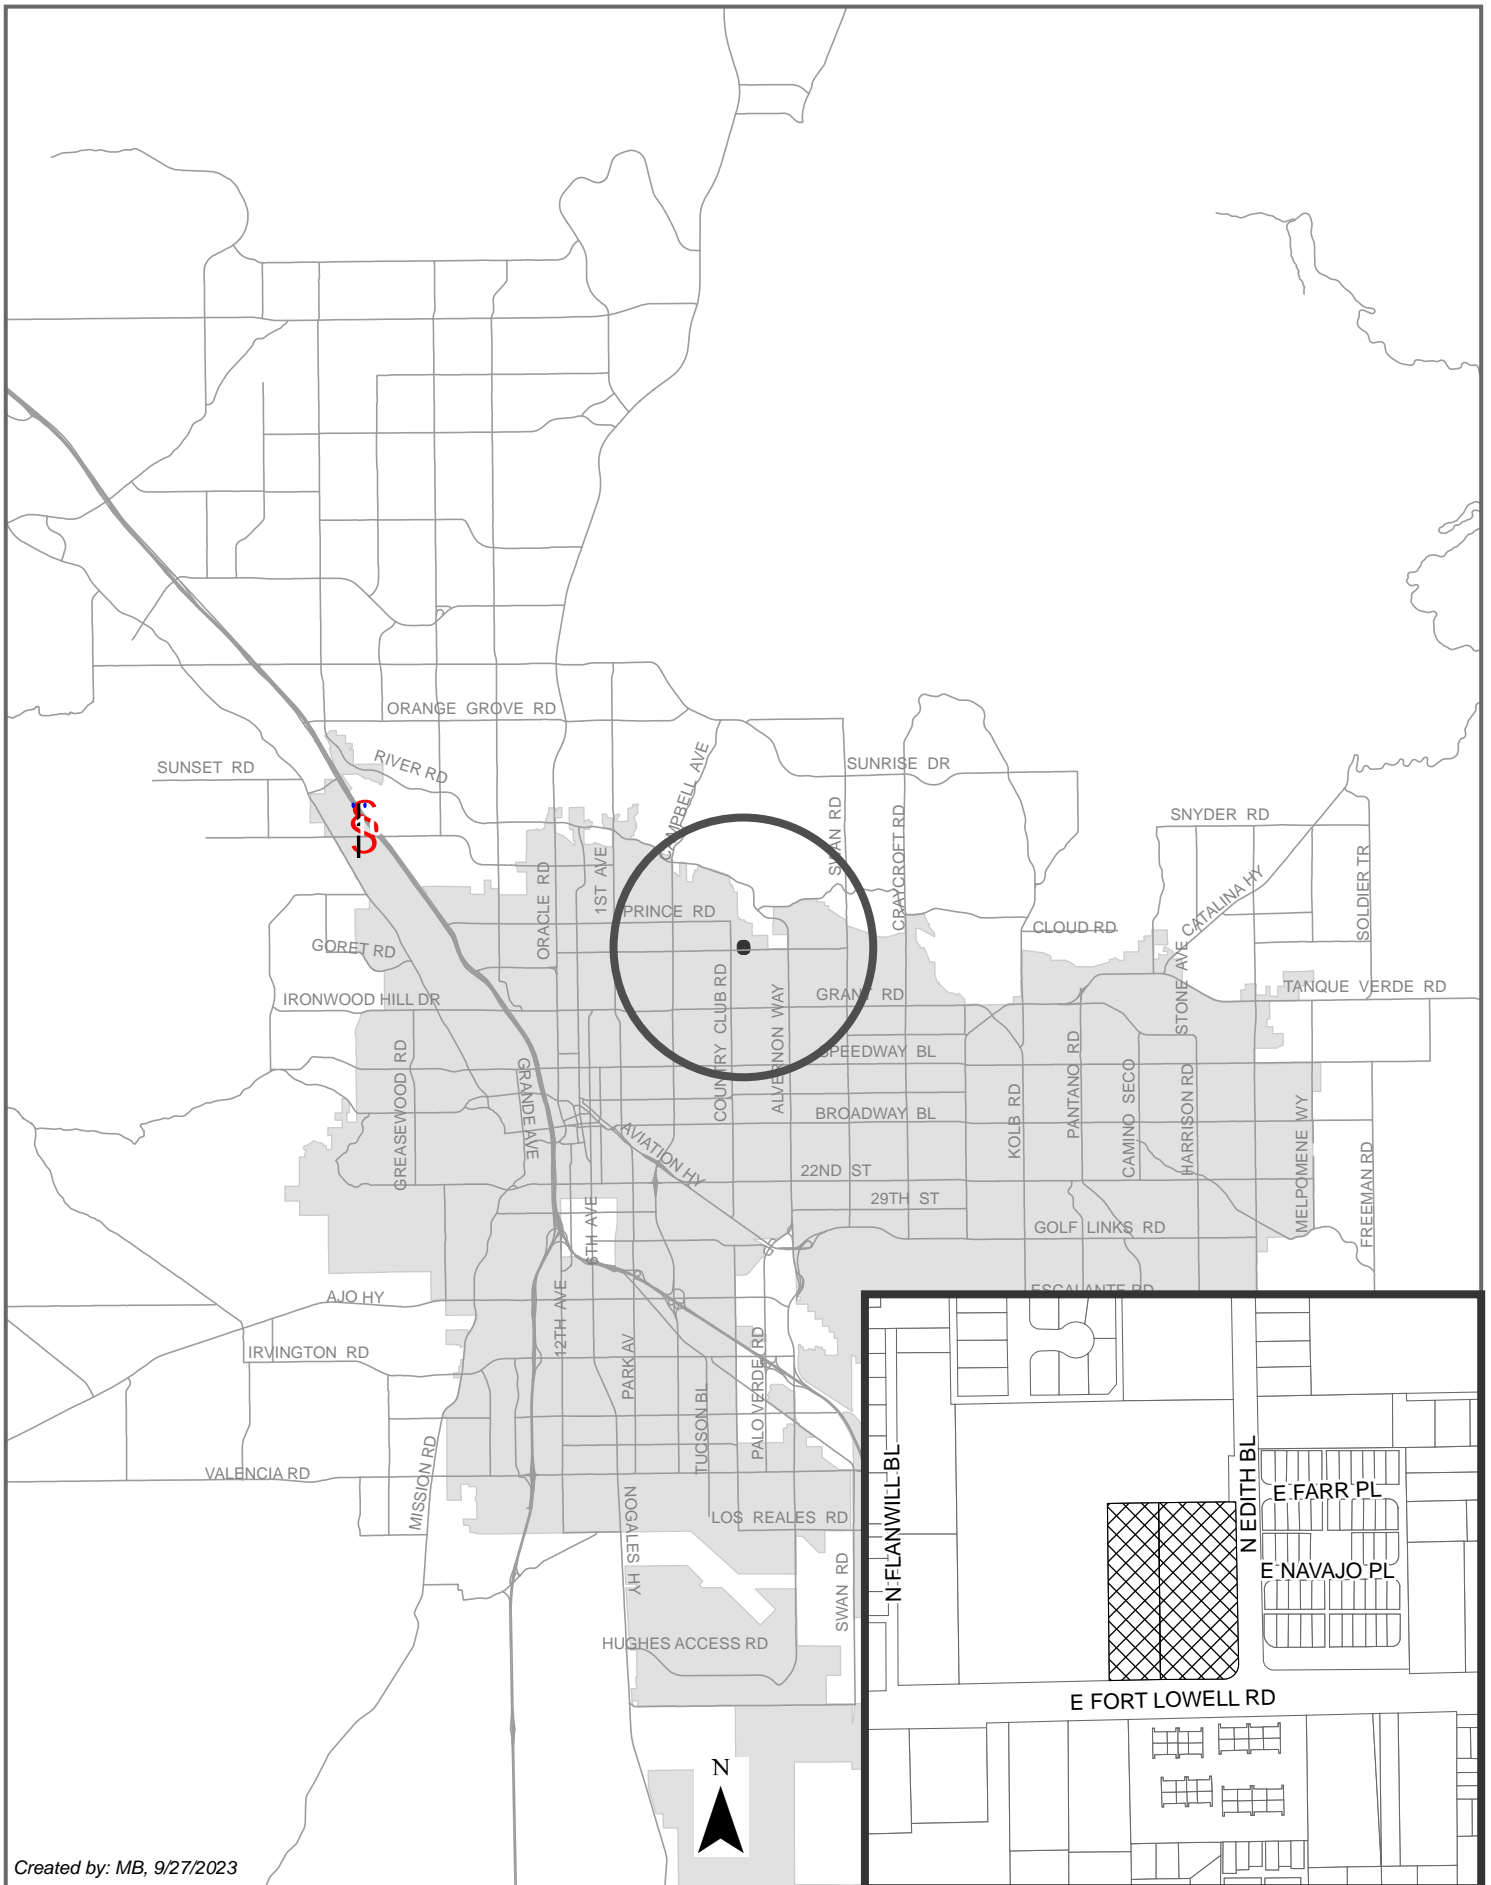 ORANGE GROVE RD
SUNSET RD
RIVER RD
CAMPBELL AVE
SUNRISE DR
SWAN RD
CRAYCROFT RD
SNYDER RD
SOLDIER TR
CATALINA HY
ORACLE RD
1ST AVE
PRINCE RD
CLOUD RD
GORET RD
STONE AVE
TANQUE VERDE RD
IRONWOOD HILL DR
COUNTRY CLUB RD
ALVERNON WAY
GRANT RD
SPEEDWAY BL
GREASEWOOD RD
GRANDE AVE
KOLB RD
PANTANO RD
CAMINO SECO
HARRISON RD
BROADWAY BL
AVIATION HY
22ND ST
29TH ST
MELPOMENE WY
FREEMAN RD
6TH AVE
GOLF LINKS RD
ESCALANTE RD
AJO HY
12TH AVE
IRVINGTON RD
PARK AV
TUCSON BL
PALO VERDE RD
VALENCIA RD
MISSION RD
NOGALES HY
LOS REALES RD
SWAN RD
HUGHES ACCESS RD
N
N FLANWILL BL
N EDITH BL
E FARR PL
E NAVAJO PL
E FORT LOWELL RD
Created by: MB, 9/27/2023